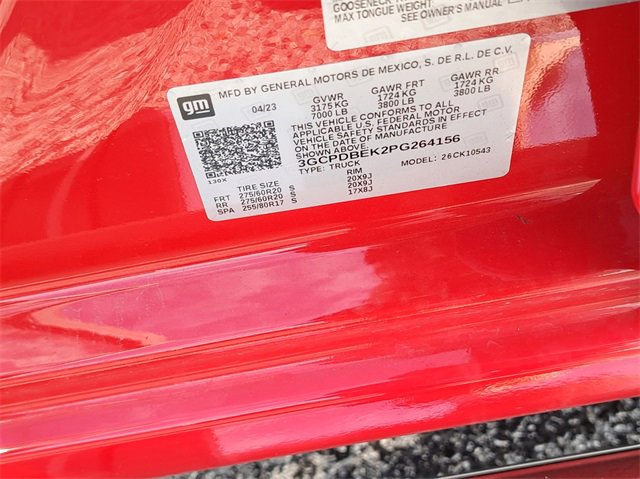 GOOSENECK
MAX TONGUE WEIGHT
SEE OWNER'S MANUAL
gm
MFD BY GENERAL MOTORS DE MEXICO, S. DE R.L. DE C.V.
04/23 GVWR GAWR FRT GAWR RR
3175 KG 1724 KG 1724 KG
7000 LB 3800 LB 3800 LB
THIS VEHICLE CONFORMS TO ALL
APPLICABLE U.S. FEDERAL MOTOR
VEHICLE SAFETY STANDARDS IN EFFECT
ON THE DATE OF MANUFACTURE
SHOWN ABOVE.
3GCPDBEK2PG264156
TYPE: TRUCK MODEL: 26CK10543
130X
TIRE SIZE RIM
FRT 275/60R20 S 20X9J
RR 275/60R20 S 20X9J
SPA 255/80R17 S 17X8J